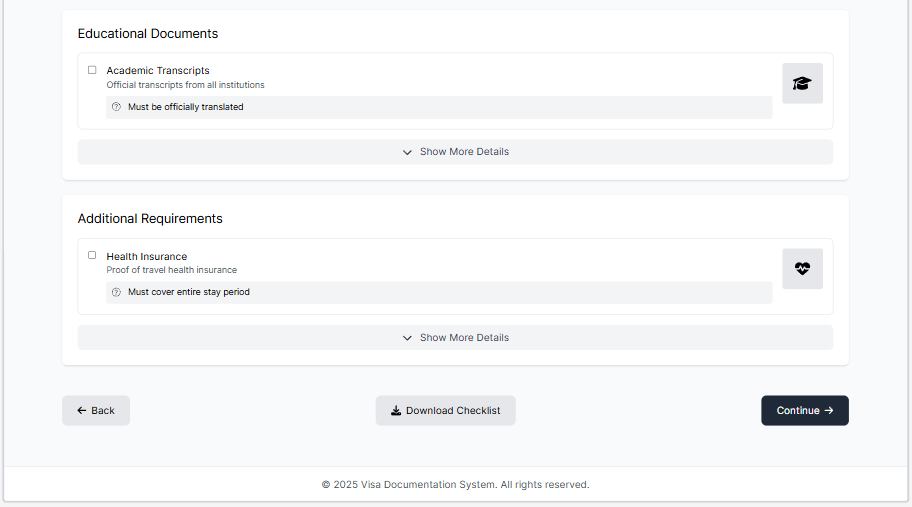 Educational Documents
Academic Transcripts
Official transcripts from all institutions
Must be officially translated
Show More Details
Additional Requirements
Health Insurance
Proof of travel health insurance
Must cover entire stay period
Show More Details
Back
Download Checklist
Continue
© 2025 Visa Documentation System. All rights reserved.